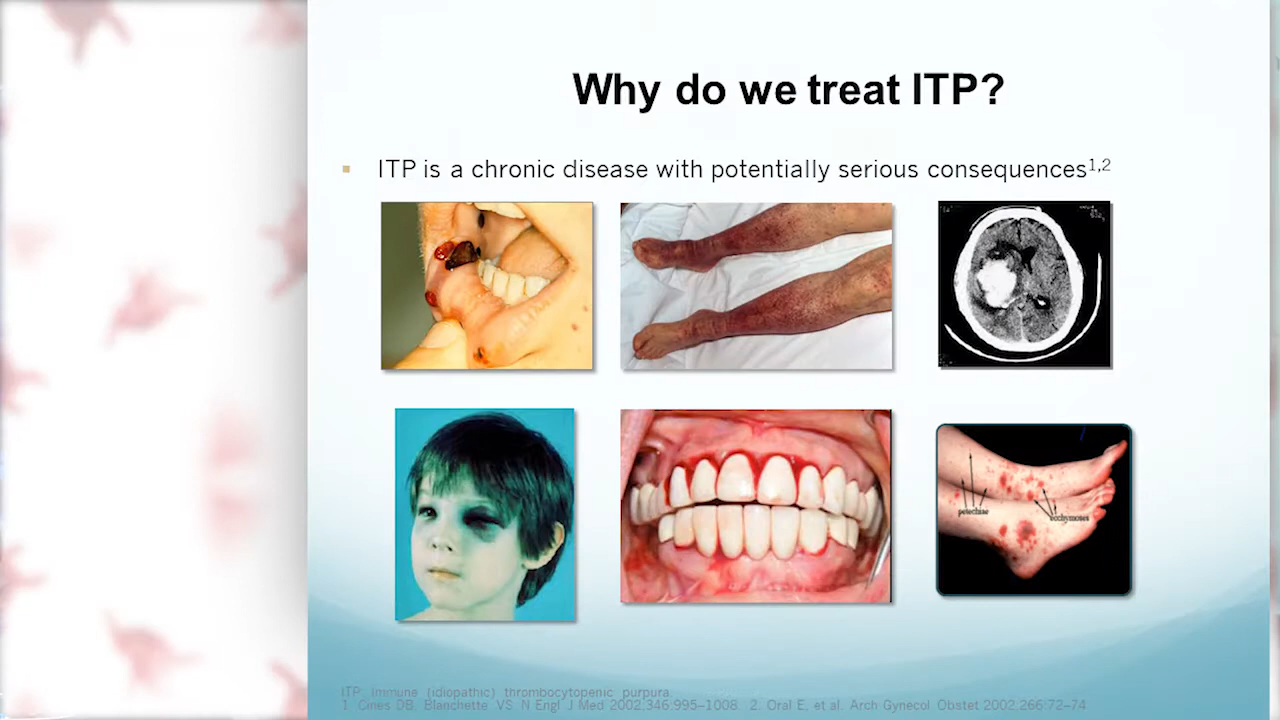 Why do we treat ITP?
▪ ITP is a chronic disease with potentially serious consequences1,2
petechiae
ecchymoses
ITP, Immune (idiopathic) thrombocytopenic purpura.
1. Cines DB, Blanchette VS. N Engl J Med 2002;346:995–1008. 2. Oral E, et al. Arch Gynecol Obstet 2002;266:72–74